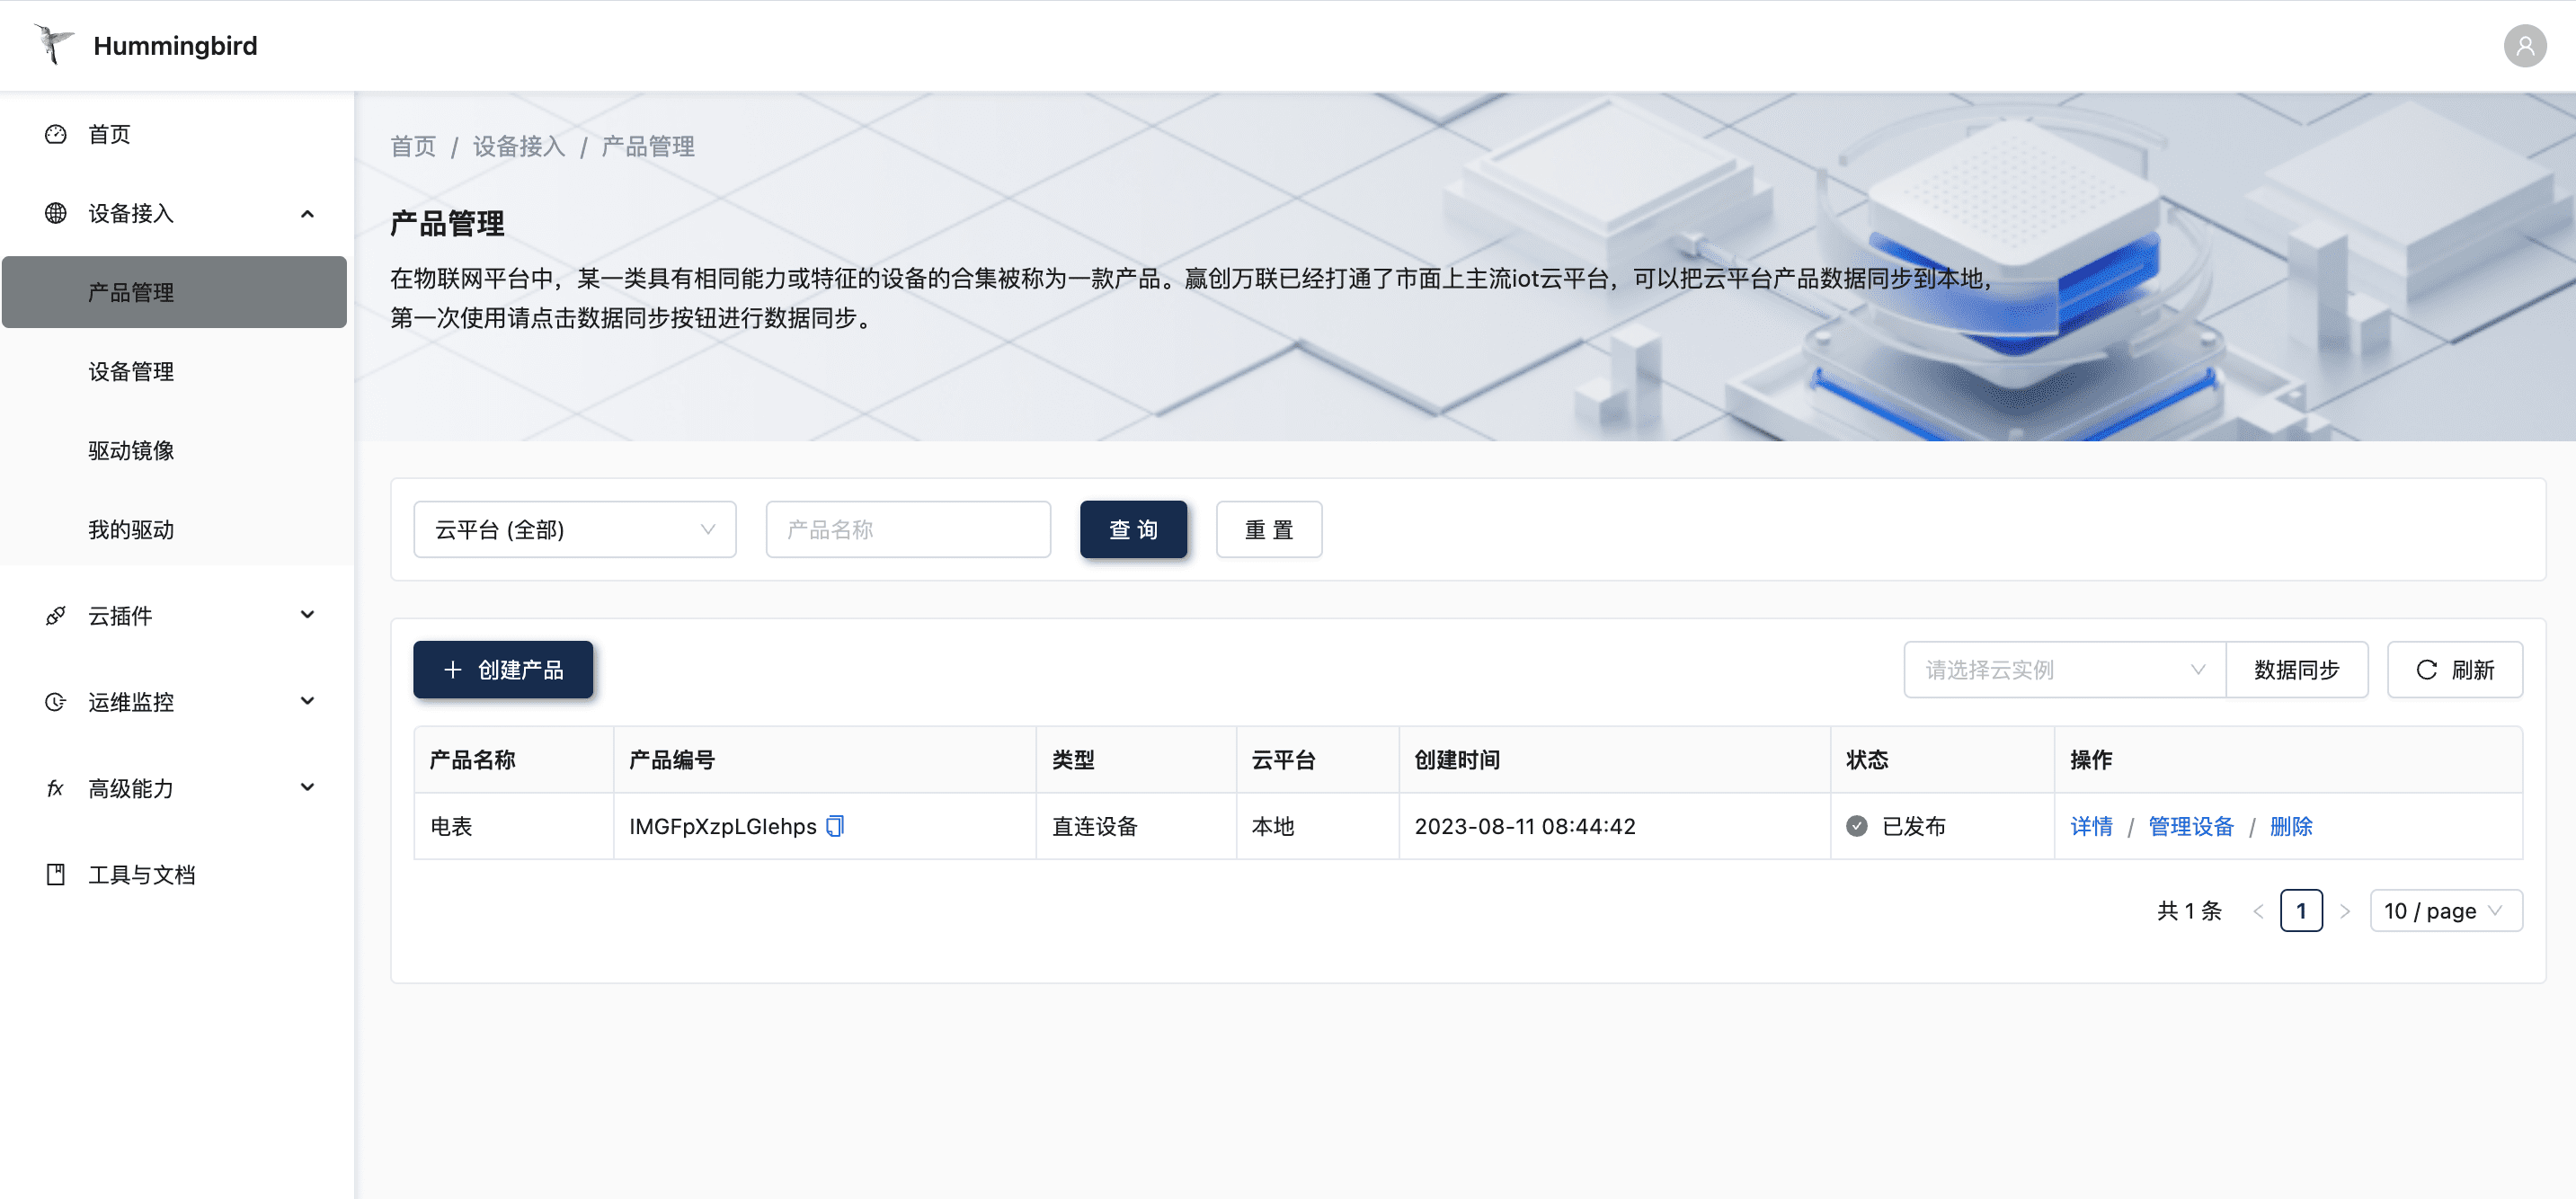 Hummingbird
首页
设备接入
产品管理
设备管理
驱动镜像
我的驱动
云插件
运维监控
高级能力
工具与文档
首页 / 设备接入 / 产品管理
产品管理
在物联网平台中，某一类具有相同能力或特征的设备的合集被称为一款产品。赢创万联已经打通了市面上主流iot云平台，可以把云平台产品数据同步到本地，
第一次使用请点击数据同步按钮进行数据同步。
云平台 (全部) 产品名称 查 询 重 置
创建产品 请选择云实例 数据同步 刷新
产品名称 产品编号 类型 云平台 创建时间 状态 操作
电表 IMGFpXzpLGIehps 直连设备 本地 2023-08-11 08:44:42 已发布 详情 / 管理设备 / 删除
共 1 条 < 1 > 10 / page